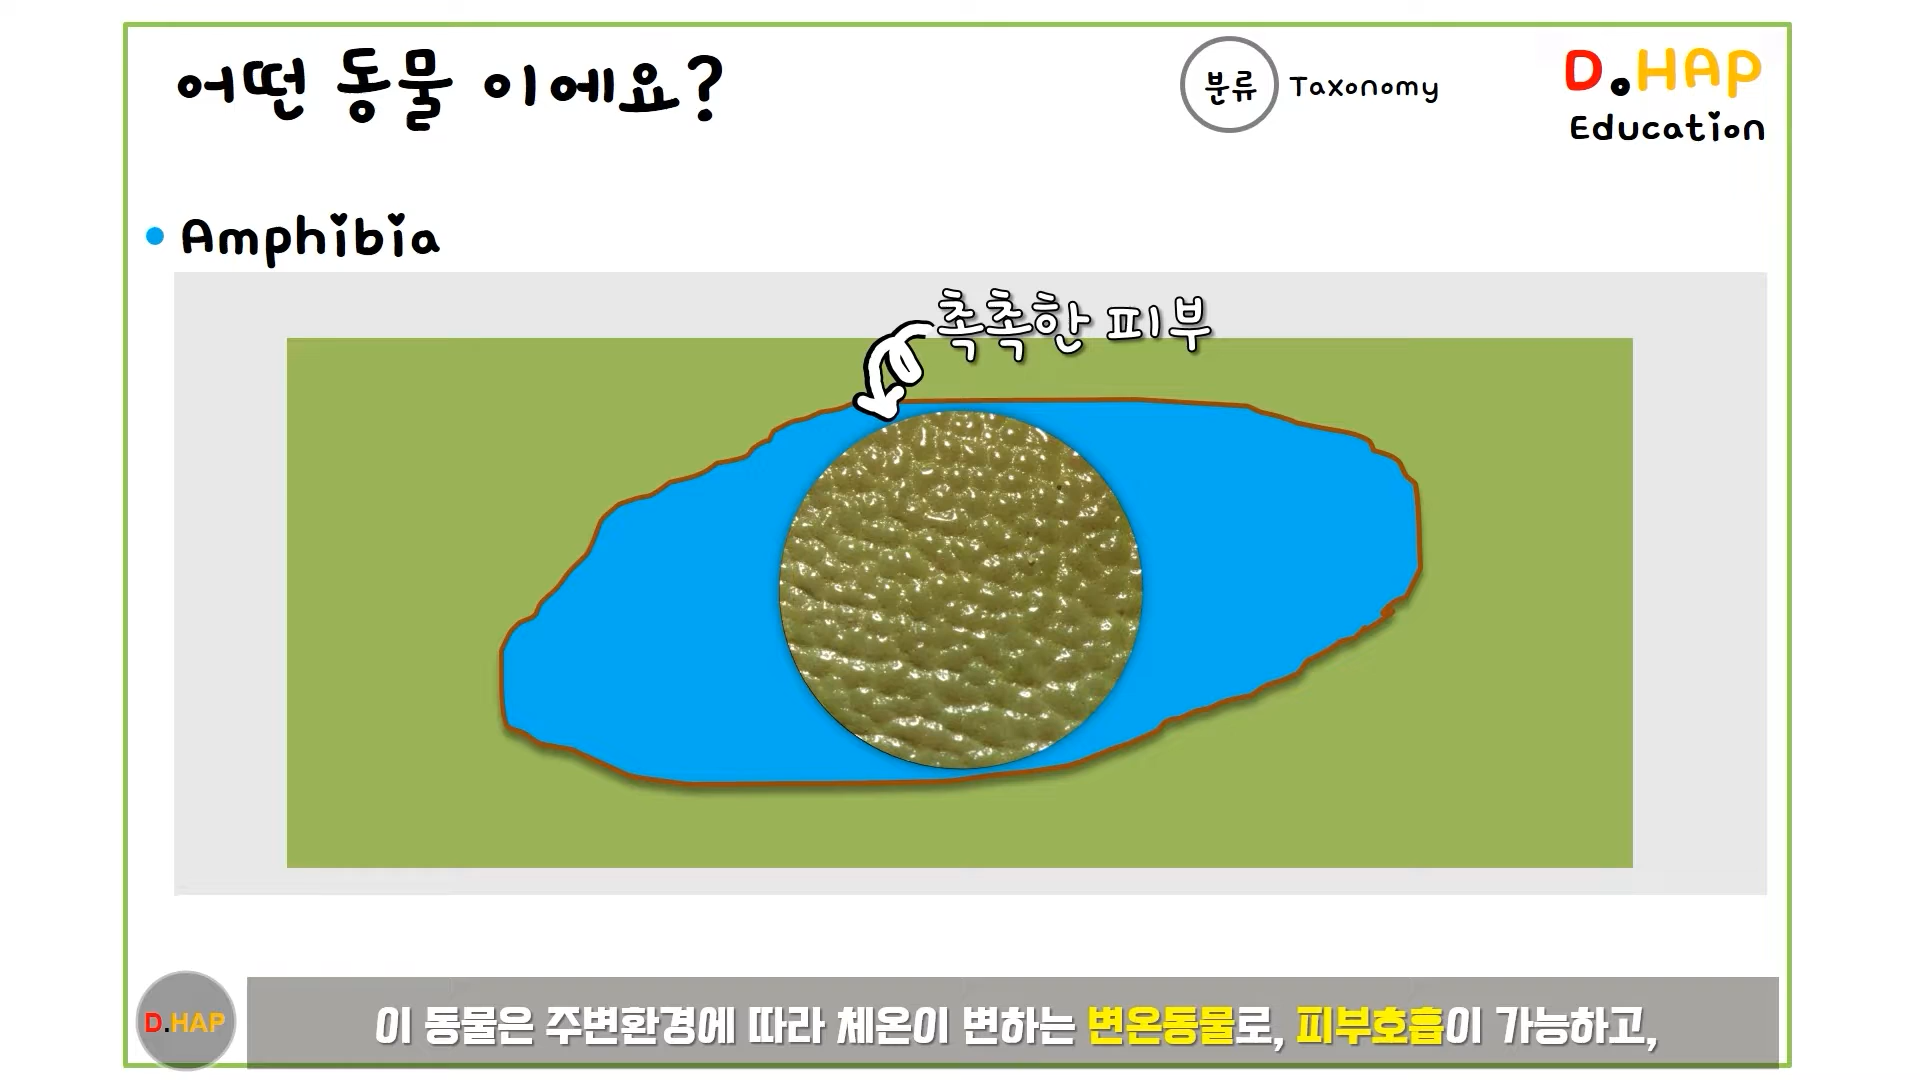 어떤 동물 이에요?
분류 Taxonomy
D.HAP
Education
Amphibia
촉촉한 피부
D.HAP
이 동물은 주변환경에 따라 체온이 변하는 변온동물로, 피부호흡이 가능하고,